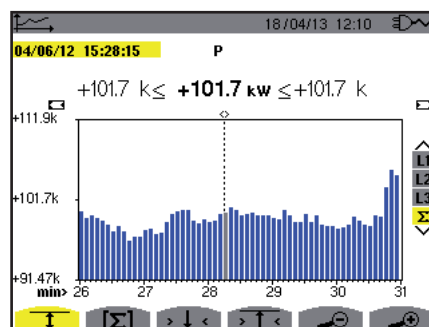 18/04/13 12:10
04/06/12 15:28:15 P
+101.7 k≤ +101.7 kW ≤+101.7 k
+111.9k
+101.7k
+91.47k
min> 26 27 28 29 30 31
L1
L2
L3
Σ
[Σ]